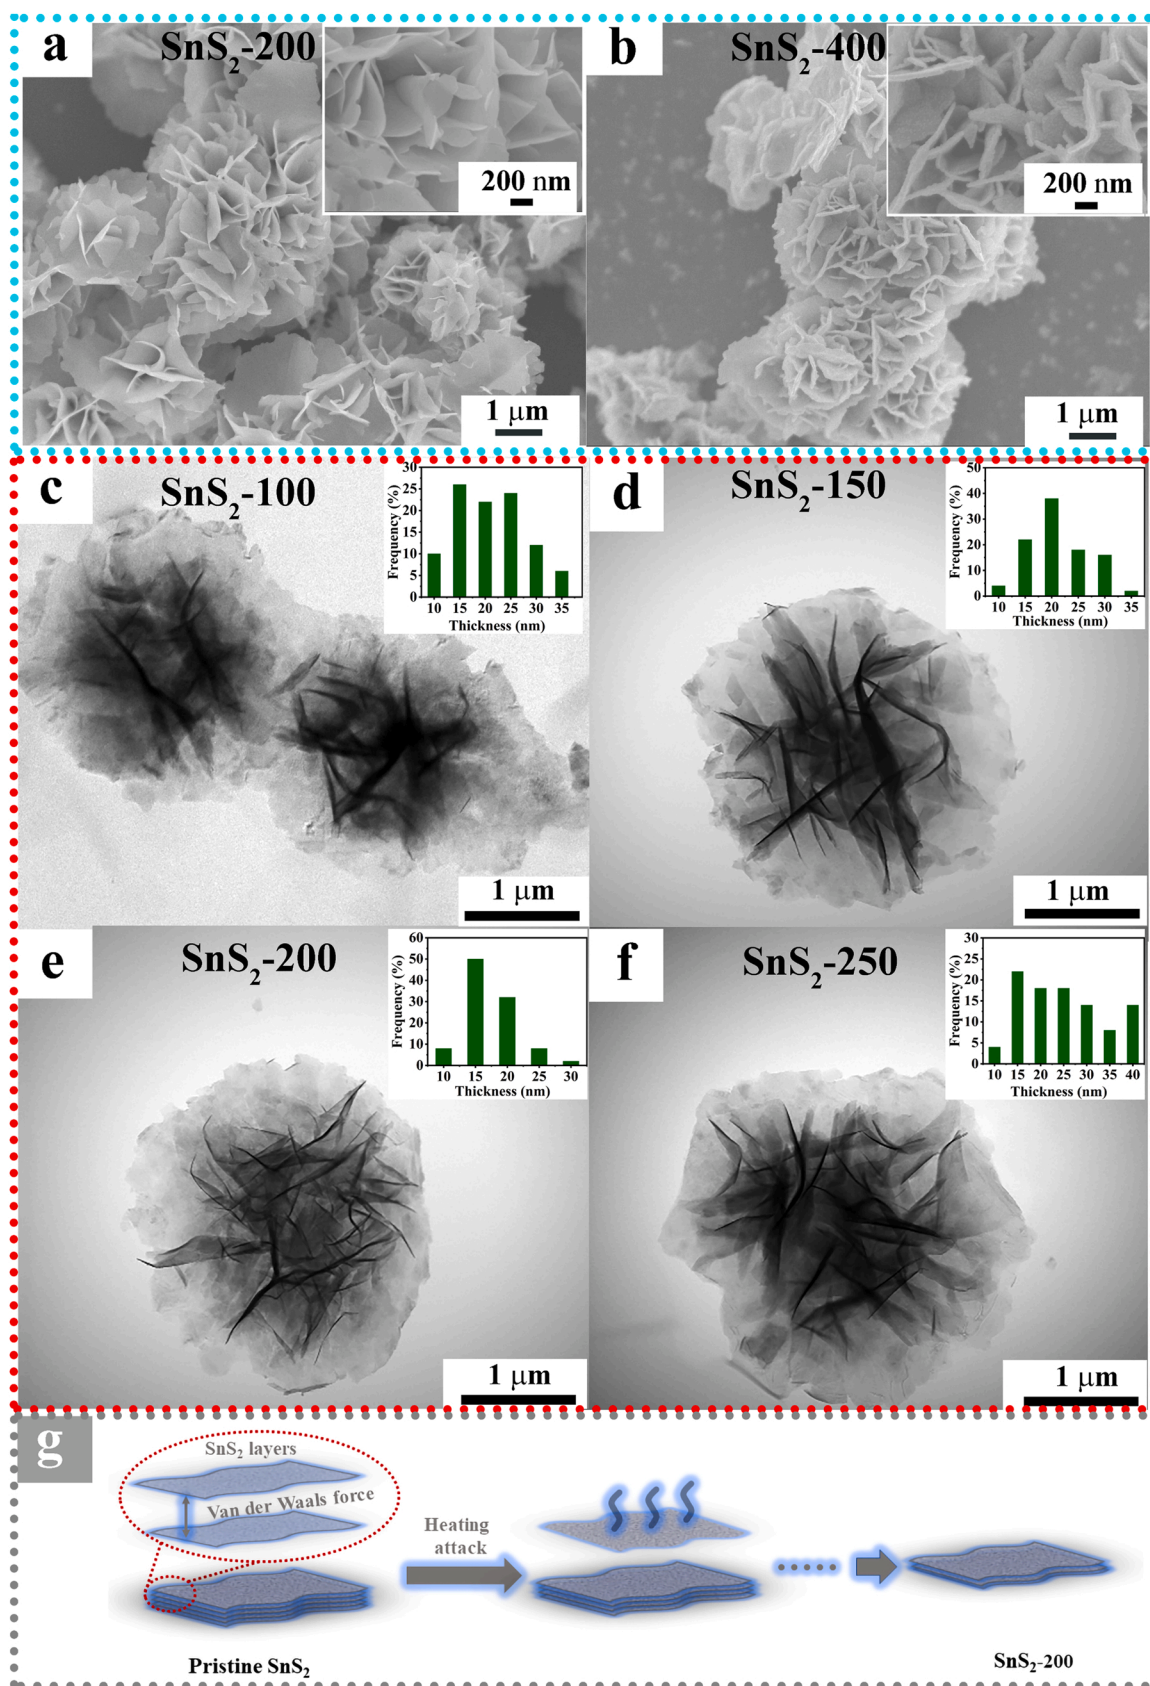 a
SnS2-200
200 nm
1 μm
b
SnS2-400
200 nm
1 μm
c
SnS2-100
30
25
20
15
10
5
0
Frequency (%)
10 15 20 25 30 35
Thickness (nm)
1 μm
d
SnS2-150
50
40
30
20
10
0
Frequency (%)
10 15 20 25 30 35
Thickness (nm)
1 μm
e
SnS2-200
60
50
40
30
20
10
0
Frequency (%)
10 15 20 25 30
Thickness (nm)
1 μm
f
SnS2-250
30
25
20
15
10
5
0
Frequency (%)
10 15 20 25 30 35 40
Thickness (nm)
1 μm
g
SnS2 layers
Van der Waals force
Heating
attack
Pristine SnS2
SnS2-200